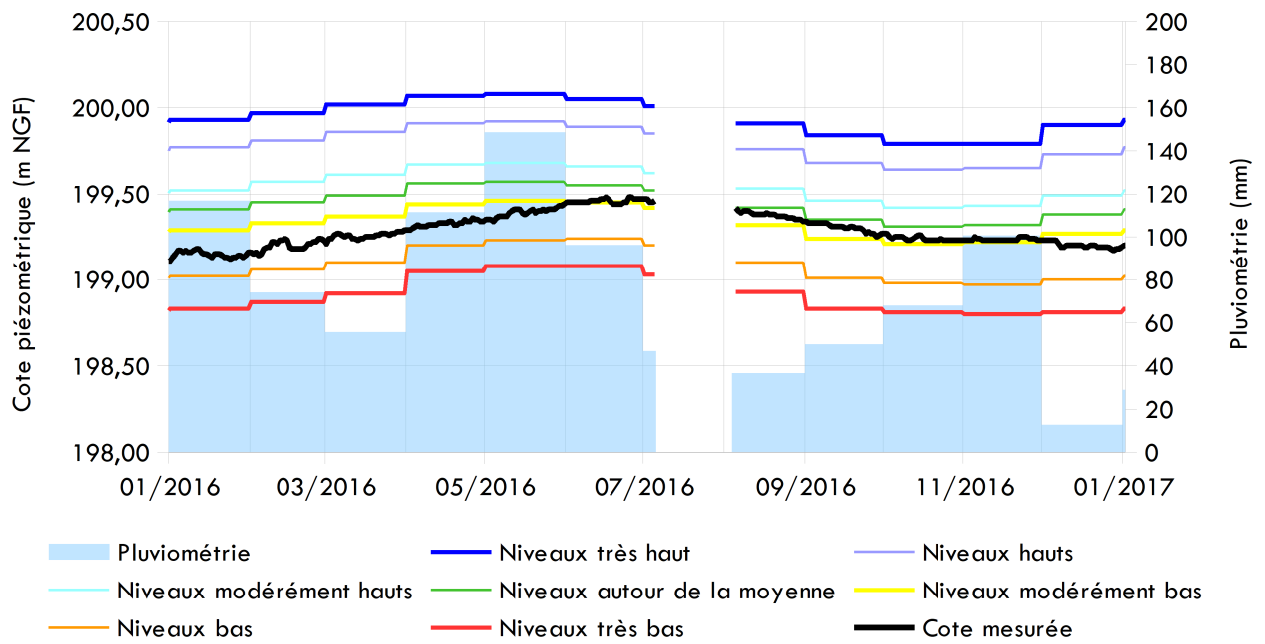 200,50
200,00
199,50
199,00
198,50
198,00
Cote piézométrique (m NGF)
200
180
160
140
120
100
80
60
40
20
0
Pluviométrie (mm)
01/2016 03/2016 05/2016 07/2016 09/2016 11/2016 01/2017
Pluviométrie Niveaux très haut Niveaux hauts
Niveaux modérément hauts Niveaux autour de la moyenne Niveaux modérément bas
Niveaux bas Niveaux très bas Cote mesurée